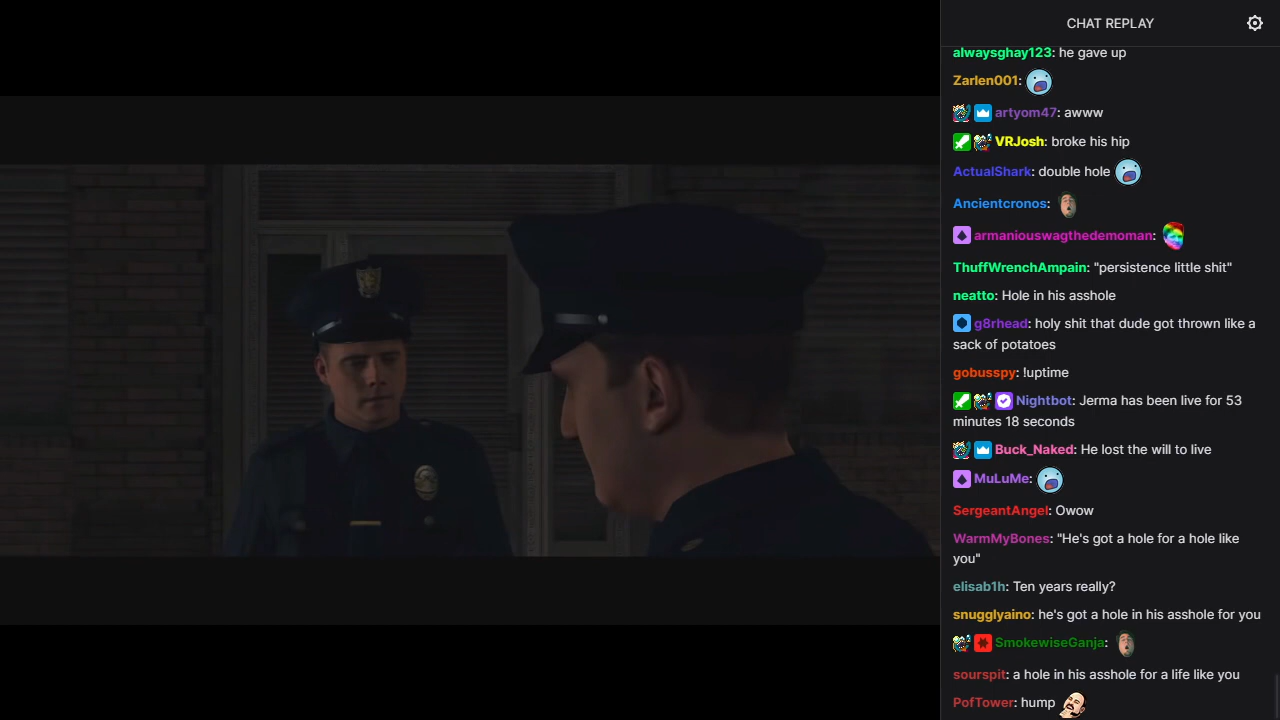 CHAT REPLAY
alwaysghay123: he gave up
Zarlen001:
artyom47: awww
VRJosh: broke his hip
ActualShark: double hole
Ancientcronos:
armaniouswagthedemoman:
ThuffWrenchAmpain: "persistence little shit"
neatto: Hole in his asshole
g8rhead: holy shit that dude got thrown like a
sack of potatoes
gobusspy: !uptime
Nightbot: Jerma has been live for 53
minutes 18 seconds
Buck_Naked: He lost the will to live
MuLuMe:
SergeantAngel: Owow
WarmMyBones: "He's got a hole for a hole like
you"
elisab1h: Ten years really?
snugglyaino: he's got a hole in his asshole for you
SmokewiseGanja:
sourspit: a hole in his asshole for a life like you
PofTower: hump